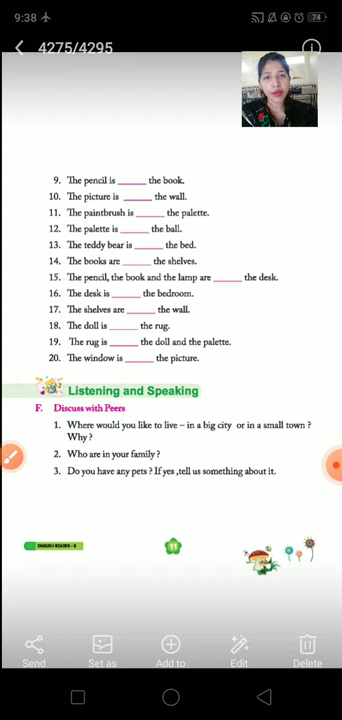 9:38
74
4275/4295
9. The pencil is ______ the book.
10. The picture is ______ the wall.
11. The paintbrush is ______ the palette.
12. The palette is ______ the ball.
13. The teddy bear is ______ the bed.
14. The books are ______ the shelves.
15. The pencil, the book and the lamp are ______ the desk.
16. The desk is ______ the bedroom.
17. The shelves are ______ the wall.
18. The doll is ______ the rug.
19. The rug is ______ the doll and the palette.
20. The window is ______ the picture.
Listening and Speaking
F. Discuss with Peers
1. Where would you like to live – in a big city or in a small town ?
Why ?
2. Who are in your family ?
3. Do you have any pets ? If yes ,tell us something about it.
ENGLISH READER - 5
11
Send
Set as
Add to
Edit
Delete